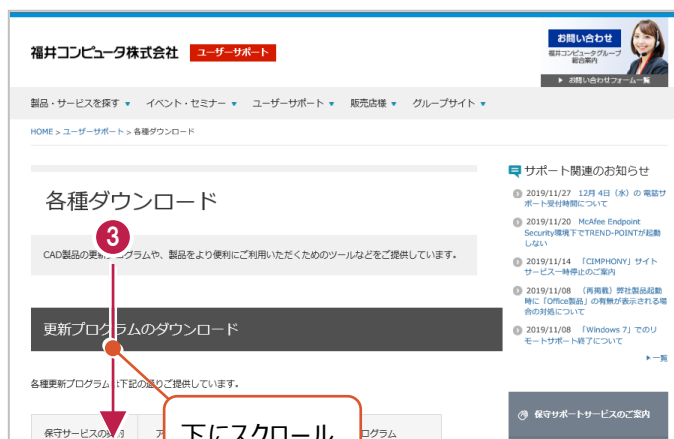 福井コンピュータ株式会社 ユーザーサポート
お問い合わせ
福井コンピュータグループ
総合案内
お問い合わせフォーム一覧
製品・サービスを探す イベント・セミナー ユーザーサポート 販売店様 グループサイト
HOME > ユーザーサポート > 各種ダウンロード
各種ダウンロード
3
CAD製品の更新 グラムや、製品をより便利にご利用いただくためのツールなどをご提供しています。
更新プログラムのダウンロード
各種更新プログラム 下記の通りご提供しています。
保守サービスの 約
ア
下にスクロール
ログラム
サポート関連のお知らせ
2019/11/27 12月 4日（水）の 電話サ
ポート受付時間について
2019/11/20 McAfee Endpoint
Security環境下でTREND-POINTが起動
しない
2019/11/14 「CIMPHONY」サイト
サービス一時停止のご案内
2019/11/08 （再掲載）弊社製品起動
時に「Office製品」の有無が表示される場
合の対処について
2019/11/08 「Windows 7」でのリ
モートサポート終了について
一覧
保守サポートサービスのご案内